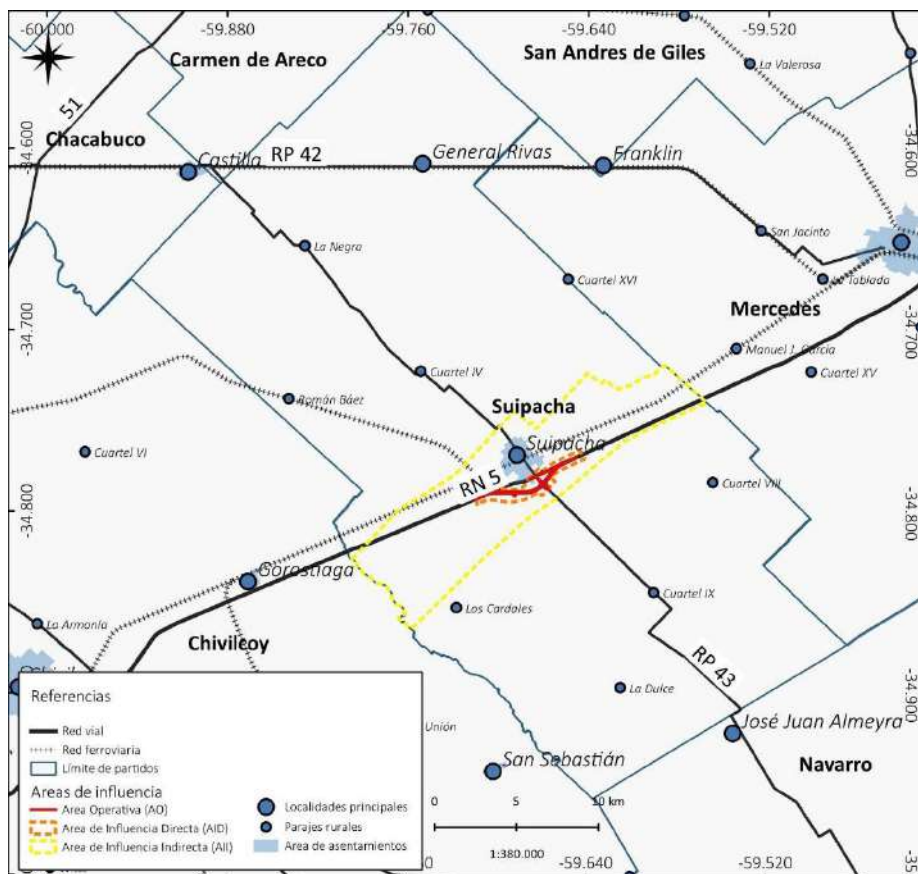 -60.000
-59.880
-59.760
-59.640
-59.520
San Andres de Giles
Carmen de Areco
La Valerosa
51
Chacabuco
-34.600
-34.600
Castilla
RP 42
General Rivas
Franklin
San Jacinto
La Negra
Cuartel XVI
La Tablada
Mercedes
-34.700
-34.700
Manuel J. García
Cuartel IV
Cuartel XV
Román Báez
Suipacha
Suipacha
Cuartel VI
RN 5
Cuartel VIII
-34.800
-34.800
Gorostiaga
Cuartel IX
Los Cardales
La Armonía
Chivilcoy
RP 43
La Dulce
-34.900
José Juan Almeyra
Unión
San Sebastián
Navarro
Referencias
Red vial
Red ferroviaria
Límite de partidos
Areas de influencia
Area Operativa (AO)
Area de Influencia Directa (AID)
Area de Influencia Indirecta (AII)
Localidades principales
Parajes rurales
Area de asentamientos
0 5 10 km
1:380.000
-59.640
-59.520